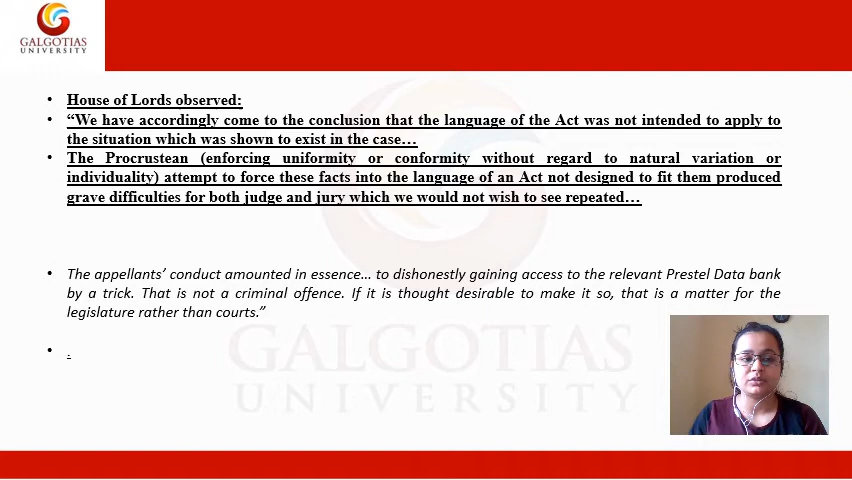 GALGOTIAS
UNIVERSITY
• House of Lords observed:
• “We have accordingly come to the conclusion that the language of the Act was not intended to apply to
the situation which was shown to exist in the case…
• The Procrustean (enforcing uniformity or conformity without regard to natural variation or
individuality) attempt to force these facts into the language of an Act not designed to fit them produced
grave difficulties for both judge and jury which we would not wish to see repeated…
• The appellants’ conduct amounted in essence… to dishonestly gaining access to the relevant Prestel Data bank
by a trick. That is not a criminal offence. If it is thought desirable to make it so, that is a matter for the
legislature rather than courts.”
• .
GALGOTIAS
UNIVERSITY